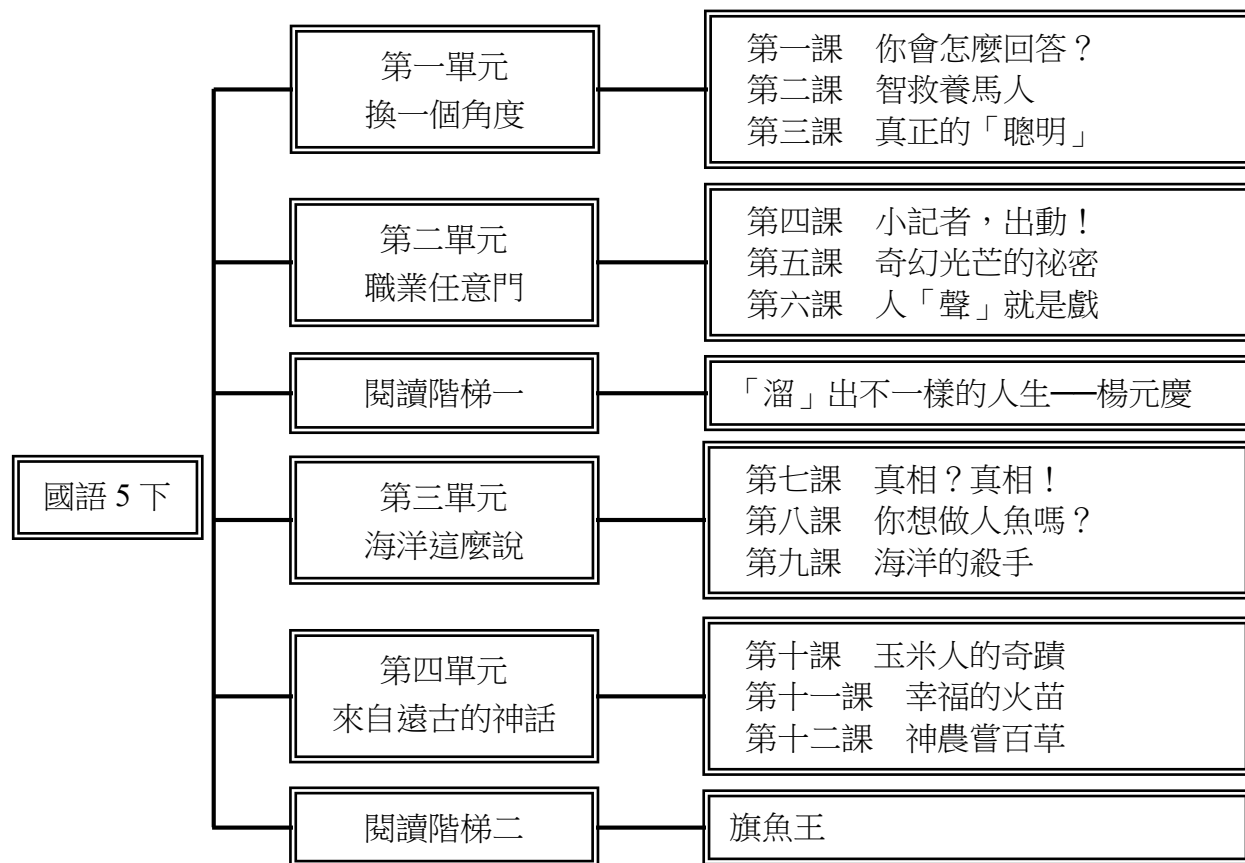 國語 5 下
第一單元
換一個角度
第一課　你會怎麼回答？
第二課　智救養馬人
第三課　真正的「聰明」
第二單元
職業任意門
第四課　小記者，出動！
第五課　奇幻光芒的祕密
第六課　人「聲」就是戲
閱讀階梯一
「溜」出不一樣的人生──楊元慶
第三單元
海洋這麼說
第七課　真相？真相！
第八課　你想做人魚嗎？
第九課　海洋的殺手
第四單元
來自遠古的神話
第十課　玉米人的奇蹟
第十一課　幸福的火苗
第十二課　神農嘗百草
閱讀階梯二
旗魚王